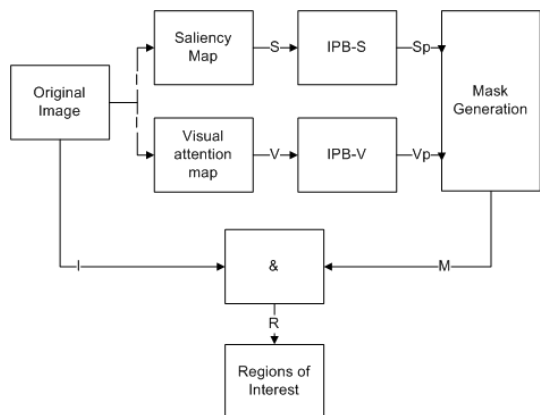 Saliency
Map
S
IPB-S
Sp
Original
Image
Mask
Generation
Visual
attention
map
V
IPB-V
Vp
I
&
M
R
Regions of
Interest